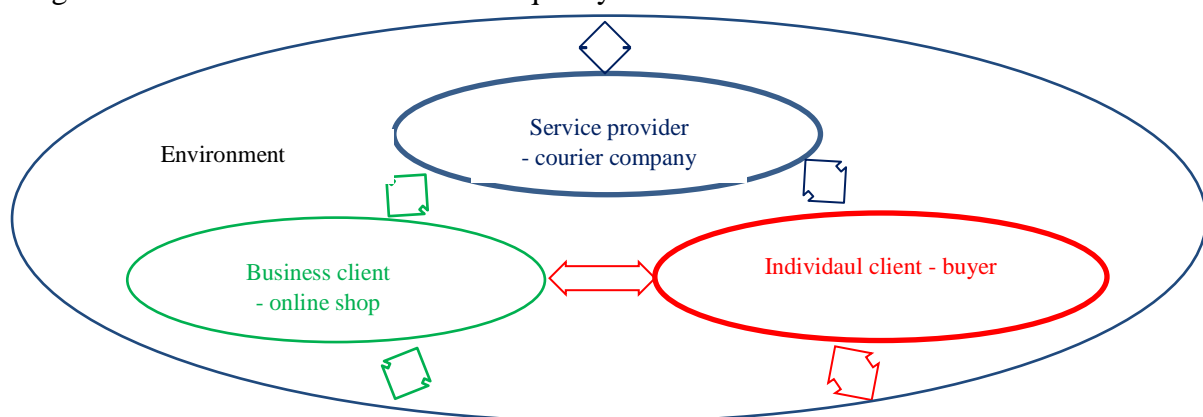 Service provider
- courier company
Environment
Business client
- online shop
Individaul client - buyer